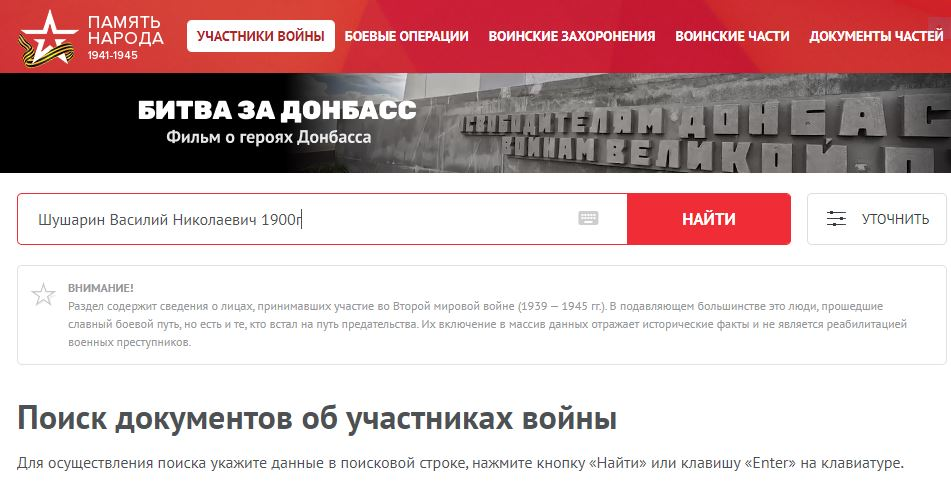 ПАМЯТЬ
НАРОДА
1941-1945
УЧАСТНИКИ ВОЙНЫ
БОЕВЫЕ ОПЕРАЦИИ
ВОИНСКИЕ ЗАХОРОНЕНИЯ
ВОИНСКИЕ ЧАСТИ
ДОКУМЕНТЫ ЧАСТЕЙ
БИТВА ЗА ДОНБАСС
Фильм о героях Донбасса
СВОБОДИТЕЛЯМ ДОНБАС
ВОИНАМ ВЕЛИКОЙ
Шушарин Василий Николаевич 1900г
НАЙТИ
УТОЧНИТЬ
ВНИМАНИЕ!
Раздел содержит сведения о лицах, принимавших участие во Второй мировой войне (1939 — 1945 гг.). В подавляющем большинстве это люди, прошедшие
славный боевой путь, но есть и те, кто встал на путь предательства. Их включение в массив данных отражает исторические факты и не является реабилитацией
военных преступников.
Поиск документов об участниках войны
Для осуществления поиска укажите данные в поисковой строке, нажмите кнопку «Найти» или клавишу «Enter» на клавиатуре.